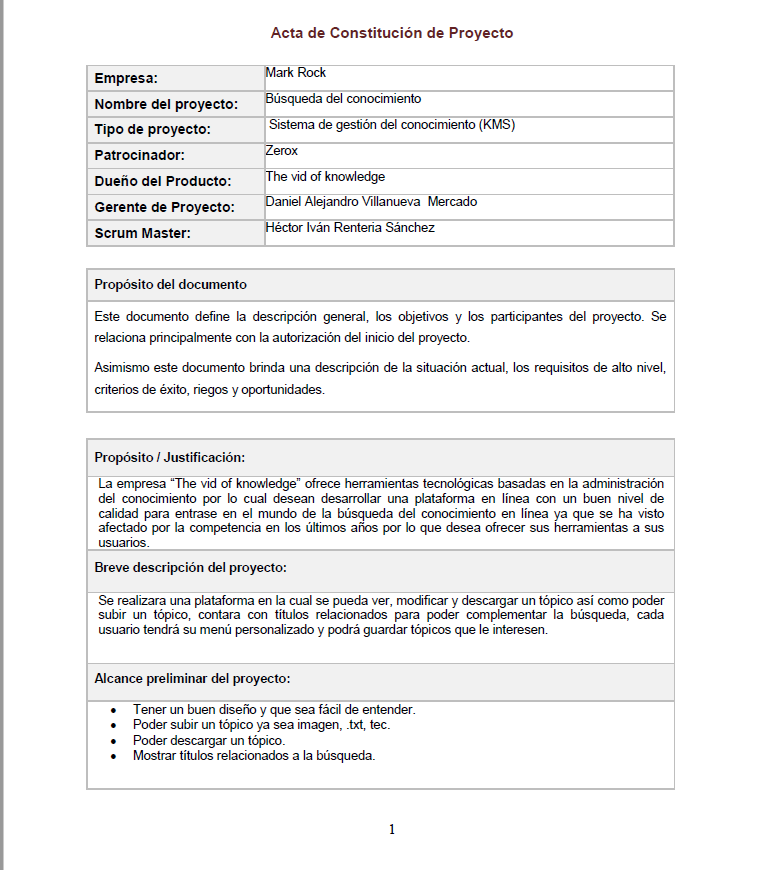 Acta de Constitución de Proyecto
Empresa: Mark Rock
Nombre del proyecto: Búsqueda del conocimiento
Tipo de proyecto: Sistema de gestión del conocimiento (KMS)
Patrocinador: Zerox
Dueño del Producto: The vid of knowledge
Gerente de Proyecto: Daniel Alejandro Villanueva Mercado
Scrum Master: Héctor Iván Renteria Sánchez
Propósito del documento
Este documento define la descripción general, los objetivos y los participantes del proyecto. Se
relaciona principalmente con la autorización del inicio del proyecto.
Asimismo este documento brinda una descripción de la situación actual, los requisitos de alto nivel,
criterios de éxito, riegos y oportunidades.
Propósito / Justificación:
La empresa “The vid of knowledge” ofrece herramientas tecnológicas basadas en la administración
del conocimiento por lo cual desean desarrollar una plataforma en línea con un buen nivel de
calidad para entrase en el mundo de la búsqueda del conocimiento en línea ya que se ha visto
afectado por la competencia en los últimos años por lo que desea ofrecer sus herramientas a sus
usuarios.
Breve descripción del proyecto:
Se realizara una plataforma en la cual se pueda ver, modificar y descargar un tópico así como poder
subir un tópico, contara con títulos relacionados para poder complementar la búsqueda, cada
usuario tendrá su menú personalizado y podrá guardar tópicos que le interesen.
Alcance preliminar del proyecto:
• Tener un buen diseño y que sea fácil de entender.
• Poder subir un tópico ya sea imagen, .txt, tec.
• Poder descargar un tópico.
• Mostrar títulos relacionados a la búsqueda.
1